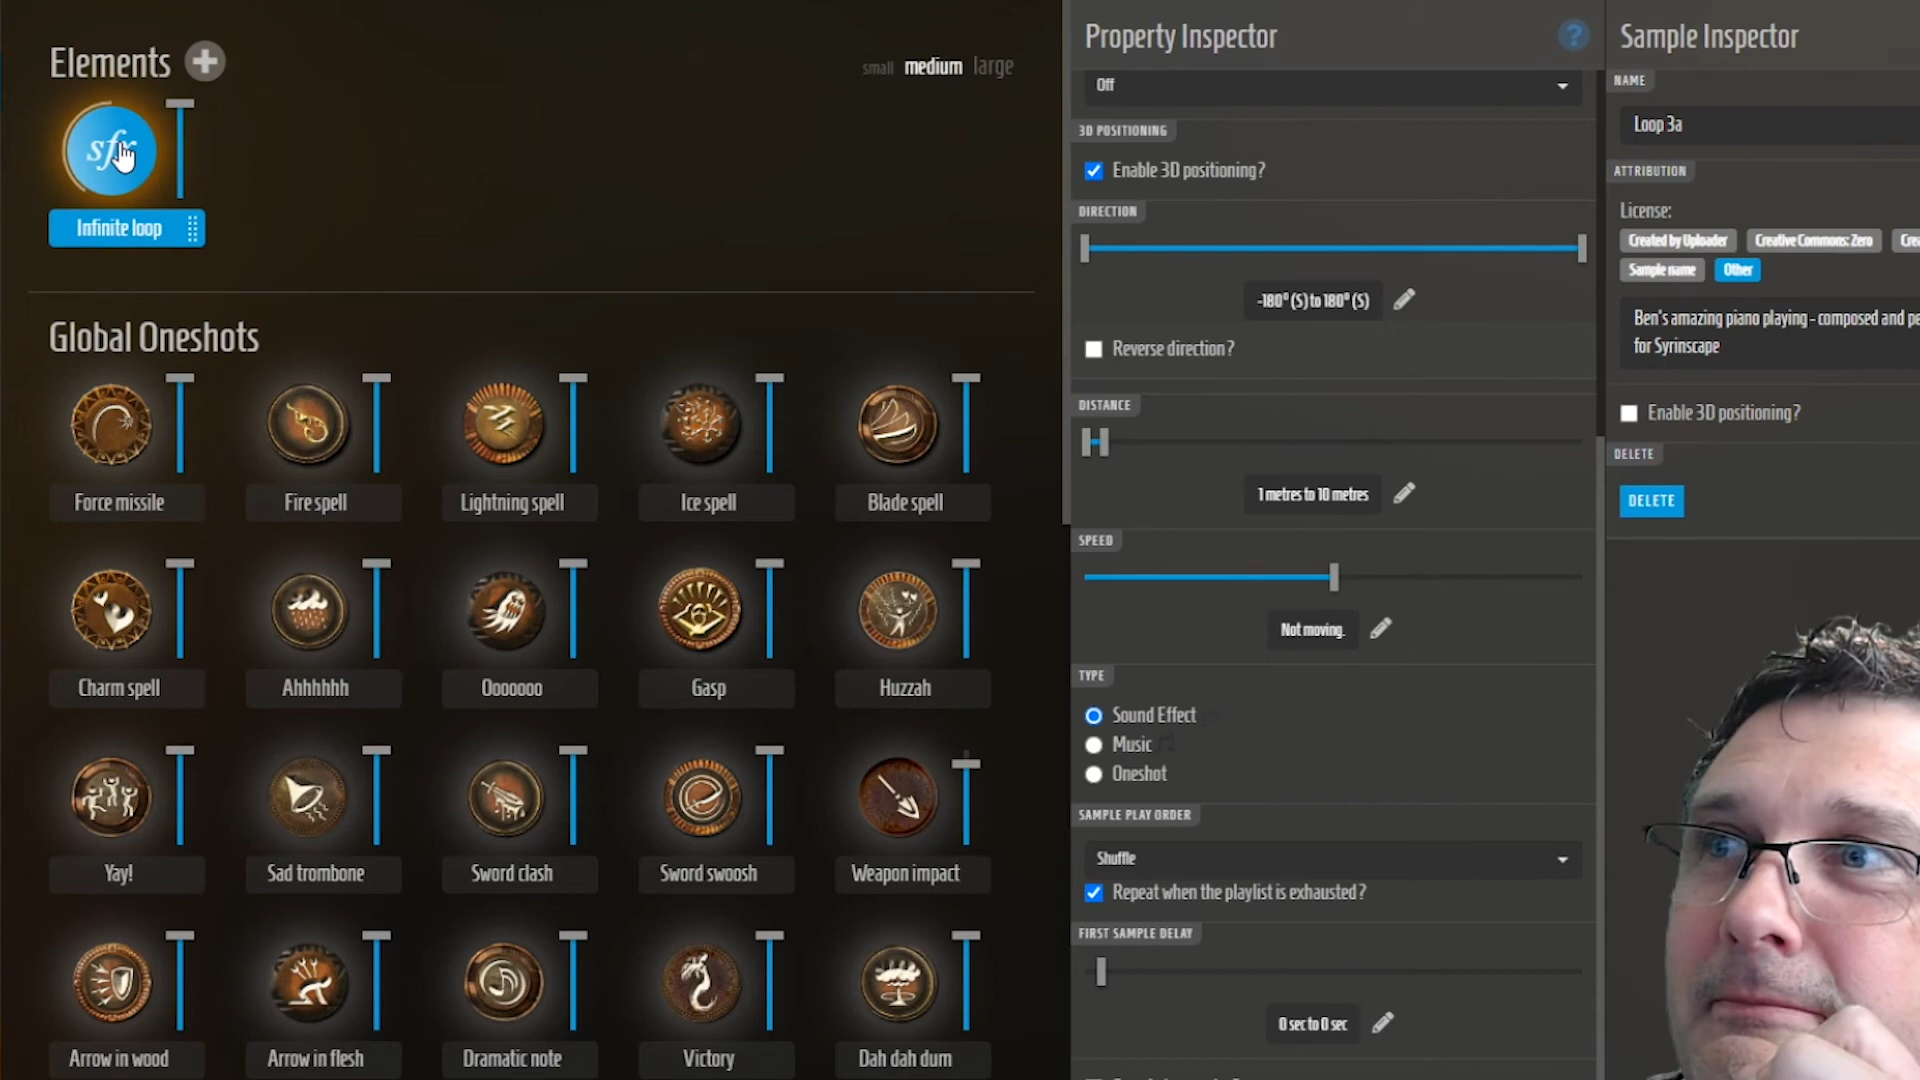 Elements
small medium large
sfx
Infinite loop
Global Oneshots
Force missile
Fire spell
Lightning spell
Ice spell
Blade spell
Charm spell
Ahhhhhh
Ooooooo
Gasp
Huzzah
Yay!
Sad trombone
Sword clash
Sword swoosh
Weapon impact
Arrow in wood
Arrow in flesh
Dramatic note
Victory
Dah dah dum
Property Inspector
?
Off
3D POSITIONING
Enable 3D positioning?
DIRECTION
-180° (S) to 180° (S)
Reverse direction?
DISTANCE
1 metres to 10 metres
SPEED
Not moving.
TYPE
Sound Effect
Music
Oneshot
SAMPLE PLAY ORDER
Shuffle
Repeat when the playlist is exhausted?
FIRST SAMPLE DELAY
0 sec to 0 sec
Sample Inspector
NAME
Loop 3a
ATTRIBUTION
License:
Created by Uploader Creative Commons: Zero
Sample name Other
Ben's amazing piano playing - composed and
for Syrinscape
Enable 3D positioning?
DELETE
DELETE